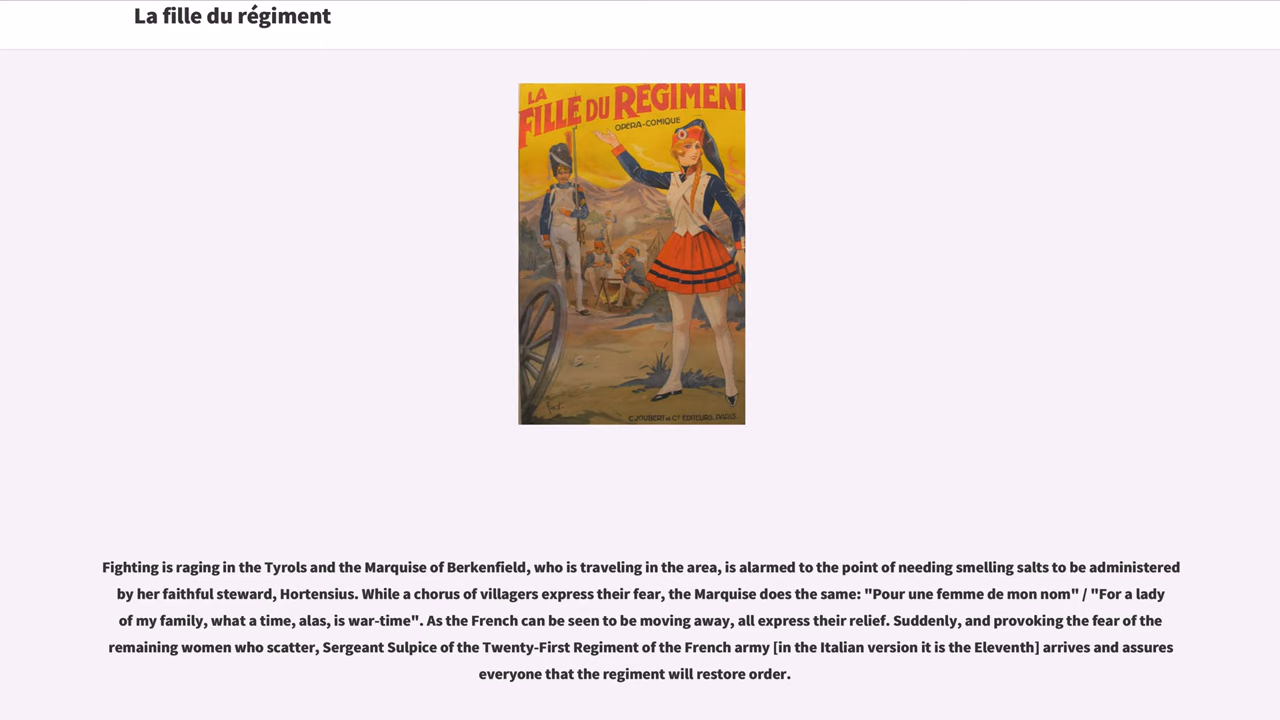 La fille du régiment
LA
FILLE DU REGIMENT
OPERA-COMIQUE
C.JOUBERT et Cie EDITEURS. PARIS.
Fighting is raging in the Tyrols and the Marquise of Berkenfield, who is traveling in the area, is alarmed to the point of needing smelling salts to be administered
by her faithful steward, Hortensius. While a chorus of villagers express their fear, the Marquise does the same: "Pour une femme de mon nom" / "For a lady
of my family, what a time, alas, is war-time". As the French can be seen to be moving away, all express their relief. Suddenly, and provoking the fear of the
remaining women who scatter, Sergeant Sulpice of the Twenty-First Regiment of the French army [in the Italian version it is the Eleventh] arrives and assures
everyone that the regiment will restore order.